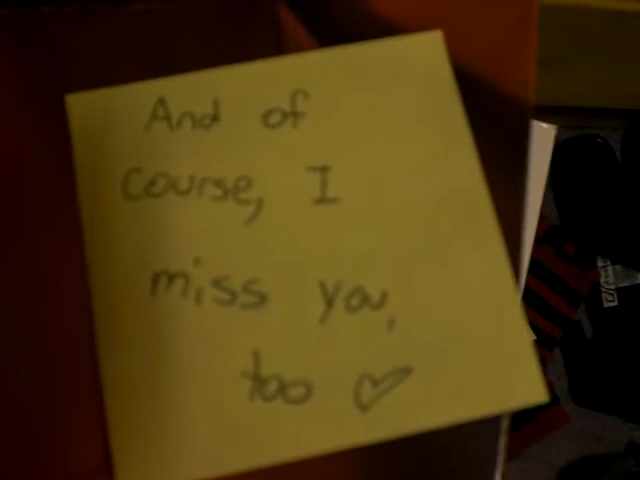 And of
course, I
miss you,
too ♡